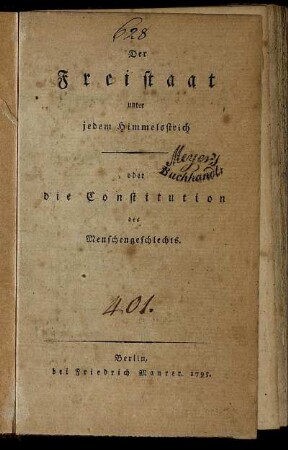 628
Der
Freistaat
unter
jedem Himmelsstrich
oder
Meyers
Buchhandl.
die Constitution
des
Menschengeschlechts.
401.
Berlin,
bei Friedrich Maurer. 1795.